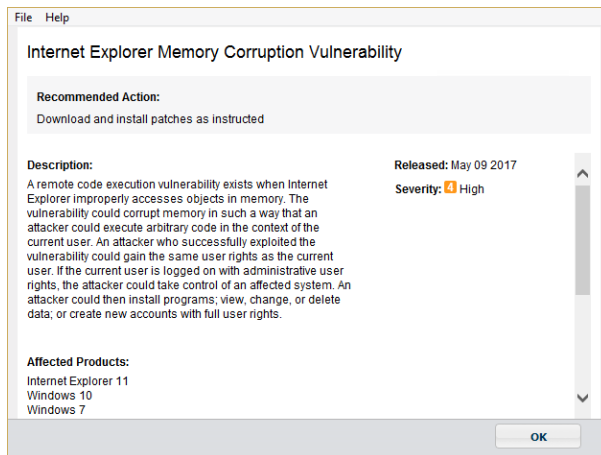 File Help
Internet Explorer Memory Corruption Vulnerability
Recommended Action:
Download and install patches as instructed
Description:
A remote code execution vulnerability exists when Internet
Explorer improperly accesses objects in memory. The
vulnerability could corrupt memory in such a way that an
attacker could execute arbitrary code in the context of the
current user. An attacker who successfully exploited the
vulnerability could gain the same user rights as the current
user. If the current user is logged on with administrative user
rights, the attacker could take control of an affected system. An
attacker could then install programs; view, change, or delete
data; or create new accounts with full user rights.
Released: May 09 2017
Severity: 4 High
Affected Products:
Internet Explorer 11
Windows 10
Windows 7
OK